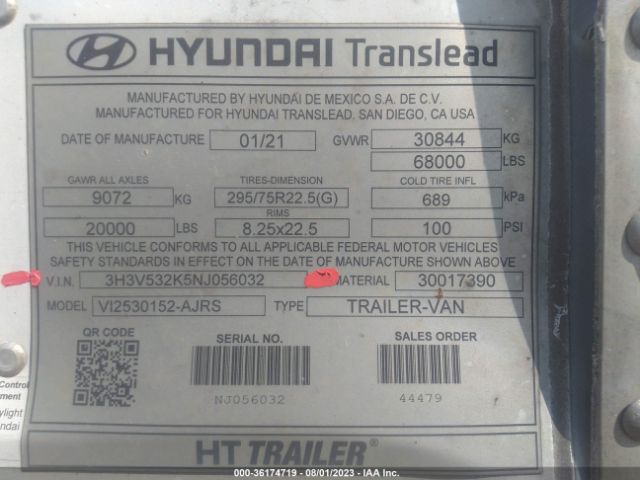 HYUNDAI Translead
MANUFACTURED BY HYUNDAI DE MEXICO S.A. DE C.V.
MANUFACTURED FOR HYUNDAI TRANSLEAD. SAN DIEGO, CA USA
DATE OF MANUFACTURE 01/21 GVWR 30844 KG
68000 LBS
GAWR ALL AXLES TIRES-DIMENSION COLD TIRE INFL
9072 KG 295/75R22.5(G) 689 kPa
RIMS
20000 LBS 8.25x22.5 100 PSI
THIS VEHICLE CONFORMS TO ALL APPLICABLE FEDERAL MOTOR VEHICLES
SAFETY STANDARDS IN EFFECT ON THE DATE OF MANUFACTURE SHOWN ABOVE
V.I.N. 3H3V532K5NJ056032 MATERIAL 30017390
MODEL VI2530152-AJRS TYPE TRAILER-VAN
QR CODE SERIAL NO. SALES ORDER
NJ056032 44479
Control
ment
ylight
ndai
HT TRAILER®
000-36174719 - 08/01/2023 - IAA Inc.